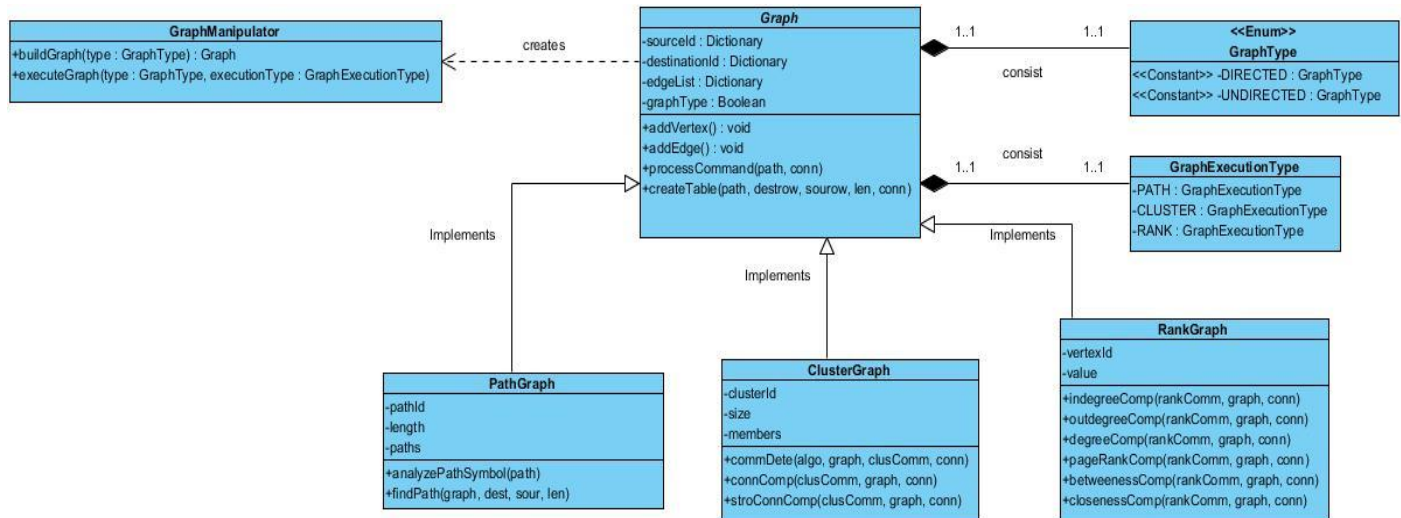 GraphManipulator
+buildGraph(type : GraphType) : Graph
+executeGraph(type : GraphType, executionType : GraphExecutionType)
creates
Graph
-sourceId : Dictionary
-destinationId : Dictionary
-edgeList : Dictionary
-graphType : Boolean
+addVertex() : void
+addEdge() : void
+processCommand(path, conn)
+createTable(path, destrow, sourow, len, conn)
1..1
1..1
consist
<<Enum>>
GraphType
<<Constant>> -DIRECTED : GraphType
<<Constant>> -UNDIRECTED : GraphType
consist
1..1
1..1
GraphExecutionType
-PATH : GraphExecutionType
-CLUSTER : GraphExecutionType
-RANK : GraphExecutionType
Implements
Implements
Implements
PathGraph
-pathId
-length
-paths
+analyzePathSymbol(path)
+findPath(graph, dest, sour, len)
ClusterGraph
-clusterId
-size
-members
+commDete(algo, graph, clusComm, conn)
+connComp(clusComm, graph, conn)
+stroConnComp(clusComm, graph, conn)
RankGraph
-vertexId
-value
+indegreeComp(rankComm, graph, conn)
+outdegreeComp(rankComm, graph, conn)
+degreeComp(rankComm, graph, conn)
+pageRankComp(rankComm, graph, conn)
+betweenessComp(rankComm, graph, conn)
+closenessComp(rankComm, graph, conn)